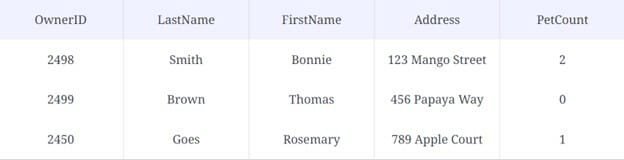 OwnerID LastName FirstName Address PetCount
2498 Smith Bonnie 123 Mango Street 2
2499 Brown Thomas 456 Papaya Way 0
2450 Goes Rosemary 789 Apple Court 1